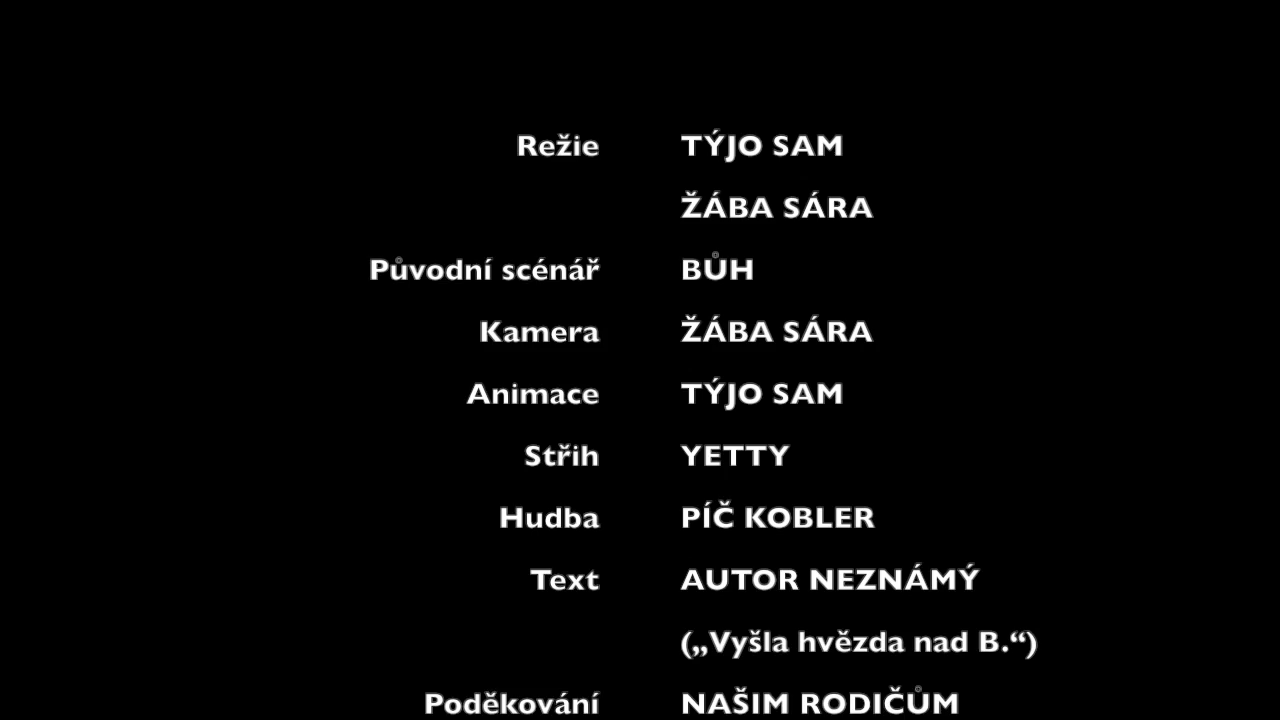 Režie TÝJO SAM
ŽÁBA SÁRA
Původní scénář BŮH
Kamera ŽÁBA SÁRA
Animace TÝJO SAM
Střih YETTY
Hudba PÍČ KOBLER
Text AUTOR NEZNÁMÝ
(„Vyšla hvězda nad B.“)
Poděkování NAŠIM RODIČŮM